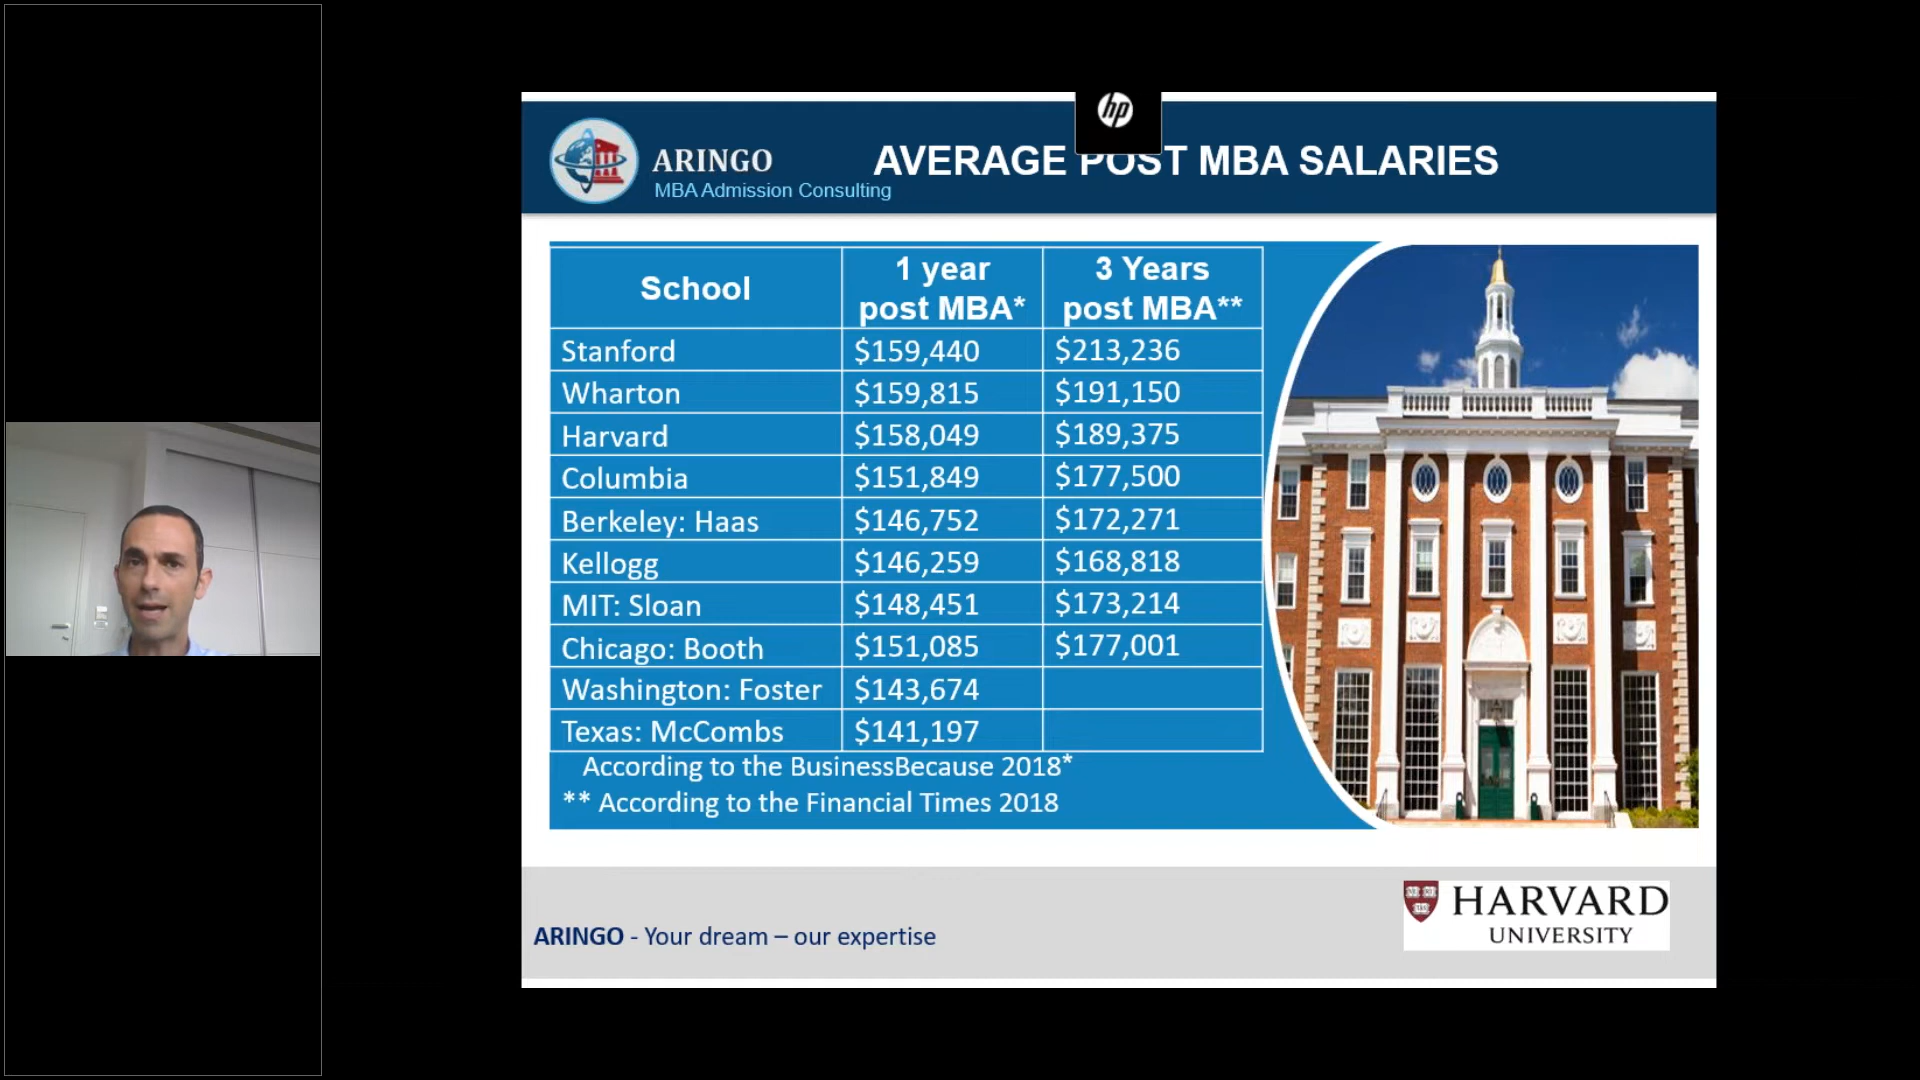 hp
ARINGO
MBA Admission Consulting
AVERAGE POST MBA SALARIES
School 1 year post MBA* 3 Years post MBA**
Stanford $159,440 $213,236
Wharton $159,815 $191,150
Harvard $158,049 $189,375
Columbia $151,849 $177,500
Berkeley: Haas $146,752 $172,271
Kellogg $146,259 $168,818
MIT: Sloan $148,451 $173,214
Chicago: Booth $151,085 $177,001
Washington: Foster $143,674
Texas: McCombs $141,197
According to the BusinessBecause 2018*
** According to the Financial Times 2018
ARINGO - Your dream – our expertise
HARVARD
UNIVERSITY